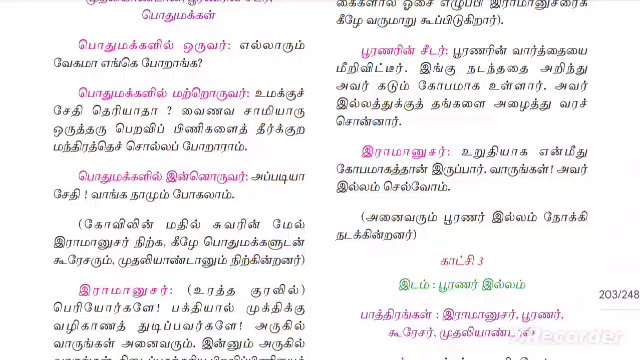 பொதுமக்கள்
பொதுமக்களில் ஒருவர்: எல்லாரும்
வேகமா எங்கெ போறாங்க?
பொதுமக்களில் மற்றொருவர்: உமக்குச்
சேதி தெரியாதா ? வைணவ சாமியாரு
ஒருத்தரு பெறவிப் பிணிகளைத் தீர்க்குற
மந்திரத்தெச் சொல்லப் போறாராம்.
பொதுமக்களில் இன்னொருவர்: அப்படியா
சேதி ! வாங்க நாமும் போகலாம்.
(கோவிலின் மதில் சுவரின் மேல்
இராமானுசர் நிற்க, கீழே பொதுமக்களுடன்
கூரேசரும், முதலியாண்டானும் நிற்கின்றனர்)
இராமானுசர்: (உரத்த குரலில்)
பெரியோர்களே! பக்தியால் முக்திக்கு
வழிகாணத் துடிப்பவர்களே! அருகில்
வாருங்கள் அனைவரும். இன்னும் அருகில்
கைகளால் ஓசை எழுப்பி இராமானுசரைக்
கீழே வருமாறு கூப்பிடுகிறார்).
பூரணரின் சீடர்: பூரணரின் வார்த்தையை
மீறிவிட்டீர். இங்கு நடந்ததை அறிந்து
அவர் கடும் கோபமாக உள்ளார். அவர்
இல்லத்துக்குத் தங்களை அழைத்து வரச்
சொன்னார்.
இராமானுசர்: உறுதியாக என்மீது
கோபமாகத்தான் இருப்பார். வாருங்கள்! அவர்
இல்லம் செல்வோம்.
(அனைவரும் பூரணர் இல்லம் நோக்கி
நடக்கின்றனர்)
காட்சி 3
இடம் : பூரணர் இல்லம்
பாத்திரங்கள் : இராமானுசர், பூரணர்,
கூரேசர், முதலியாண்டான்
203/248
XRecorder